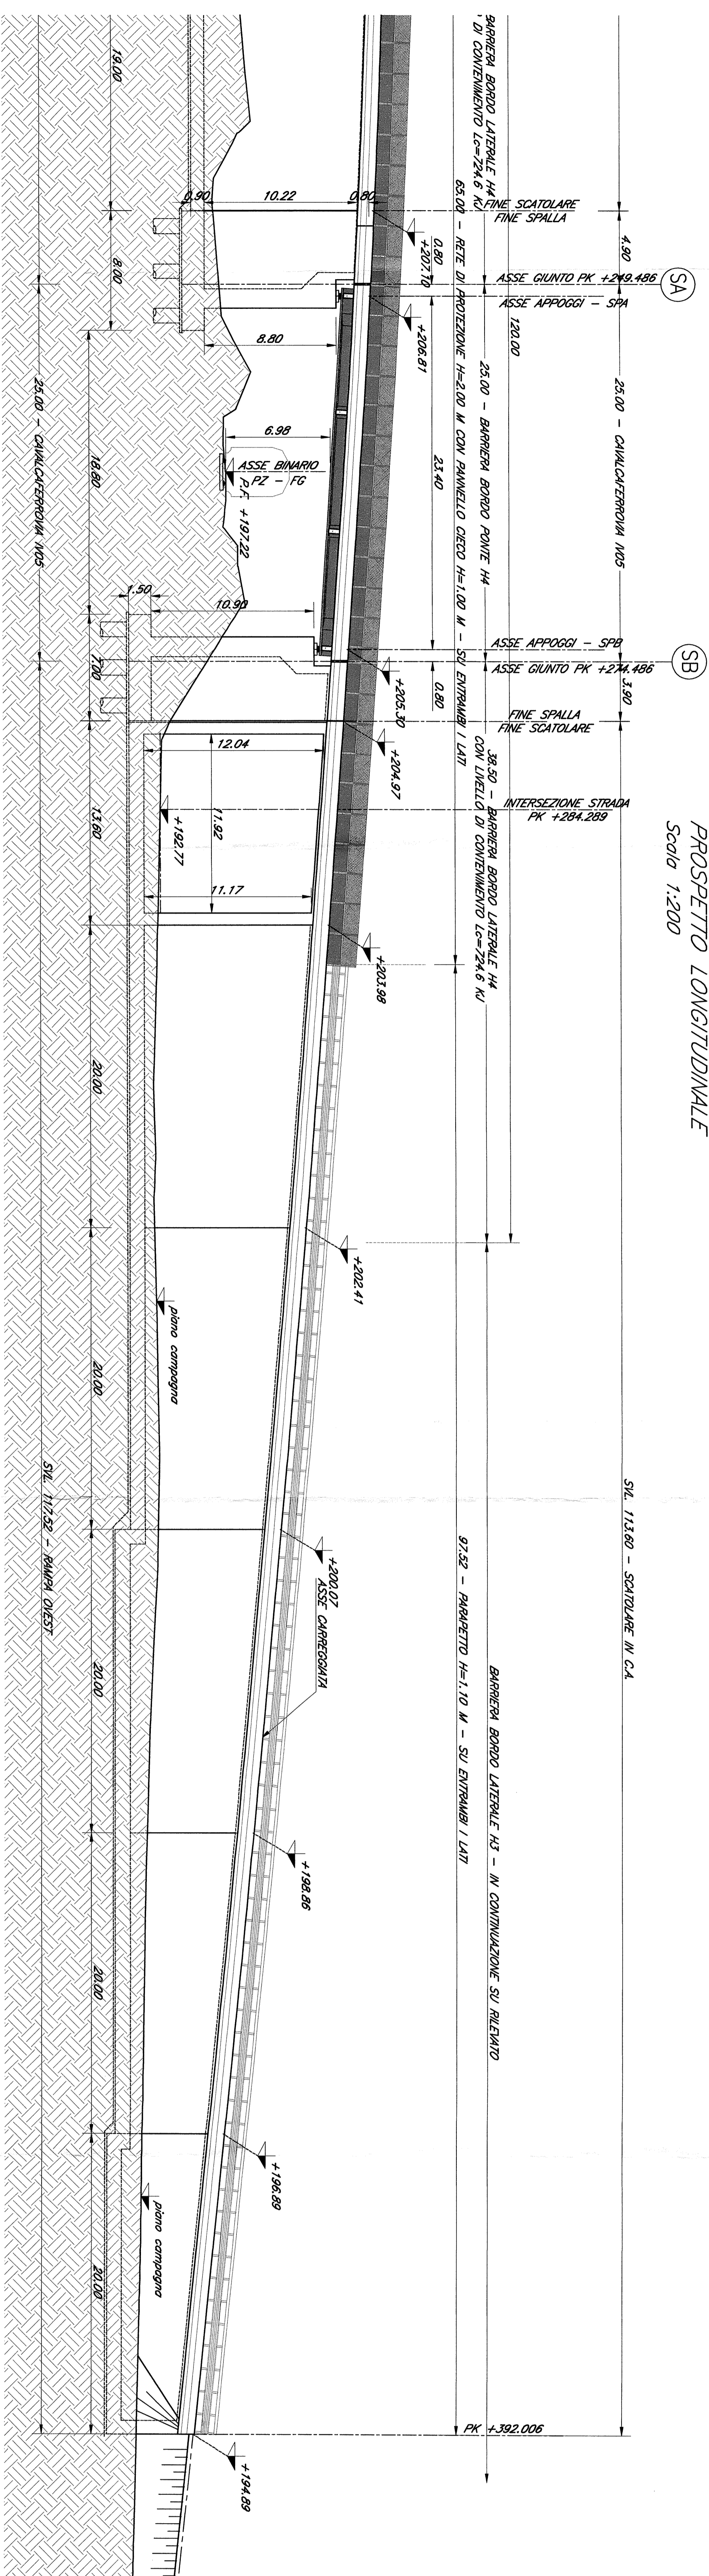 PROSPETTO LONGITUDINALE
Scala 1:200
SA
SB
4.90
25.00 - CAVALCAFERROVIA N05
3.90
SVIL. 113.60 - SCATOLARE IN C.A.
FINE SCATOLARE
FINE SPALLA
ASSE GIUNTO PK +249.486
ASSE APPOGGI - SPA
ASSE APPOGGI - SPB
ASSE GIUNTO PK +274.486
FINE SPALLA
FINE SCATOLARE
INTERSEZIONE STRADA
PK +284.289
PK +392.006
120.00
BARRIERA BORDO LATERALE H4
DI CONTENIMENTO Lc=724.6 KJ
25.00 - BARRIERA BORDO PONTE H4
38.50 - BARRIERA BORDO LATERALE H4
CON LIVELLO DI CONTENIMENTO Lc=724.6 KJ
BARRIERA BORDO LATERALE H3 - IN CONTINUAZIONE SU RILEVATO
65.00 - RETE DI PROTEZIONE H=2.00 M CON PANNELLO CIECO H=1.00 M - SU ENTRAMBI I LATI
97.52 - PARAPETTO H=1.10 M - SU ENTRAMBI I LATI
0.80
23.40
0.80
+207.10
+206.81
+205.30
+204.97
+203.98
+202.41
+200.07
ASSE CARREGGIATA
+198.86
+196.89
+194.89
0.90
10.22
0.80
8.80
6.98
ASSE BINARIO
PZ - FG
P.F. +197.22
1.50
10.90
12.04
11.92
11.17
+192.77
piano campagna
piano campagna
19.00
8.00
18.80
7.00
13.60
20.00
20.00
20.00
20.00
20.00
25.00 - CAVALCAFERROVIA N05
SVIL. 117.52 - RAMPA OVEST